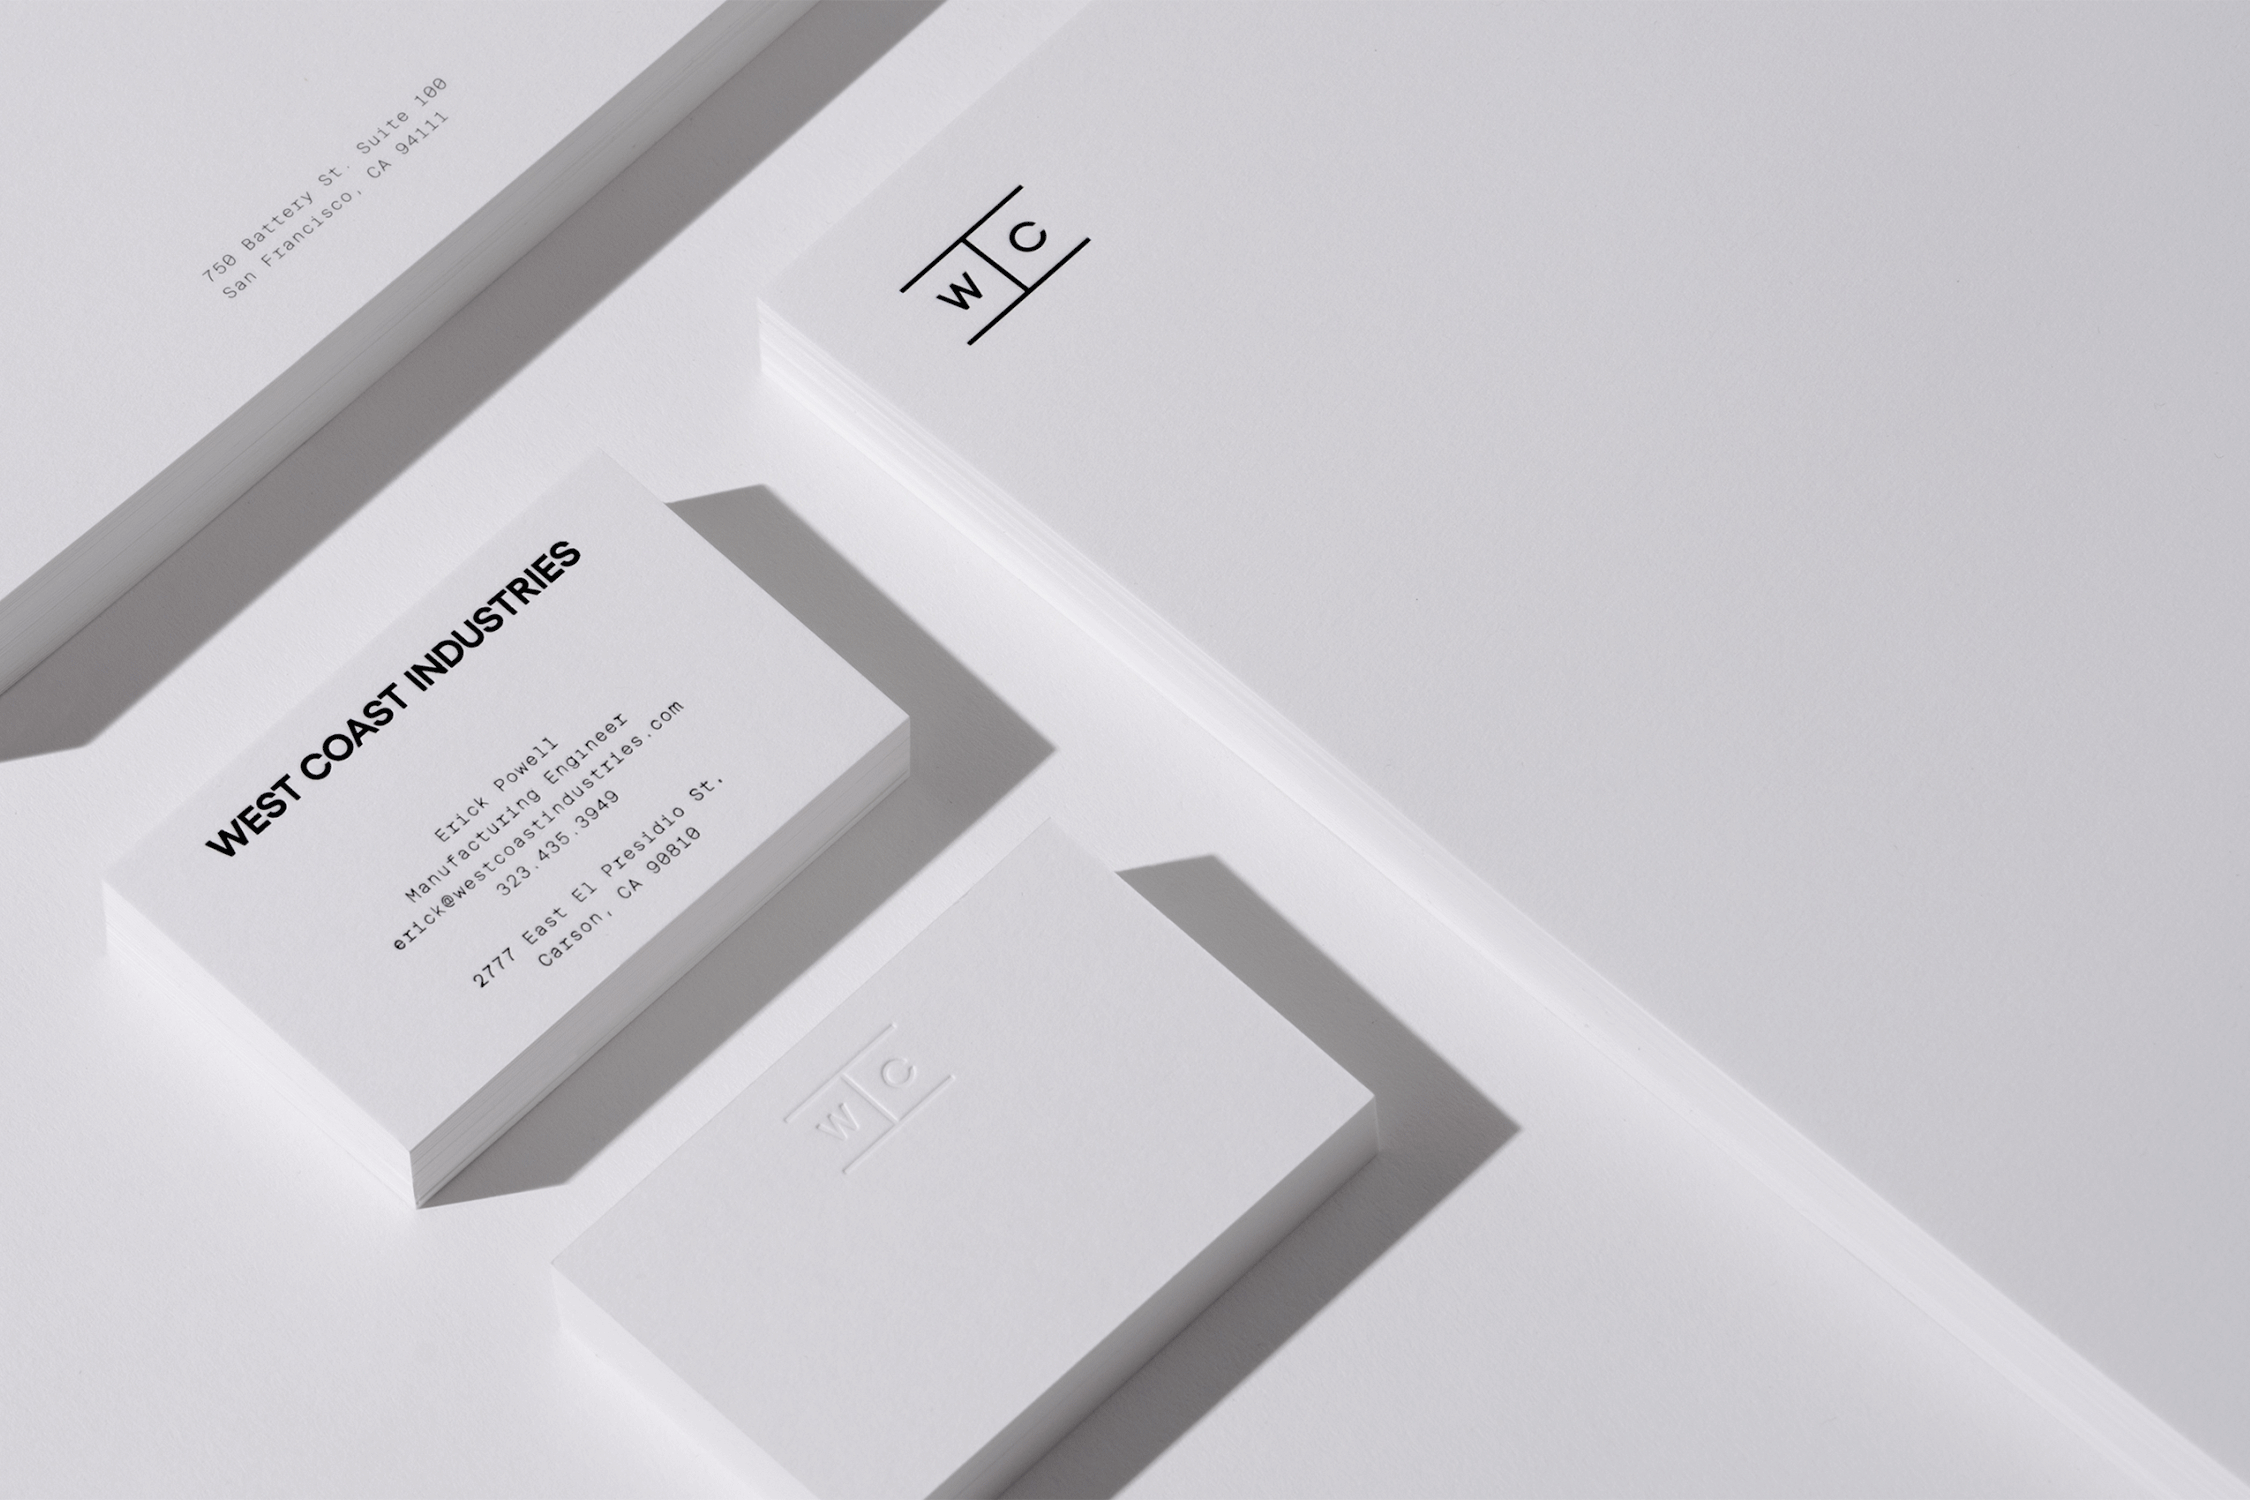 750 Battery St. Suite 100
San Francisco, CA 94111
W C
WEST COAST INDUSTRIES
Erick Powell
Manufacturing Engineer
erick@westcoastindustries.com
323.435.3949
2777 East El Presidio St.
Carson, CA 90810
W C